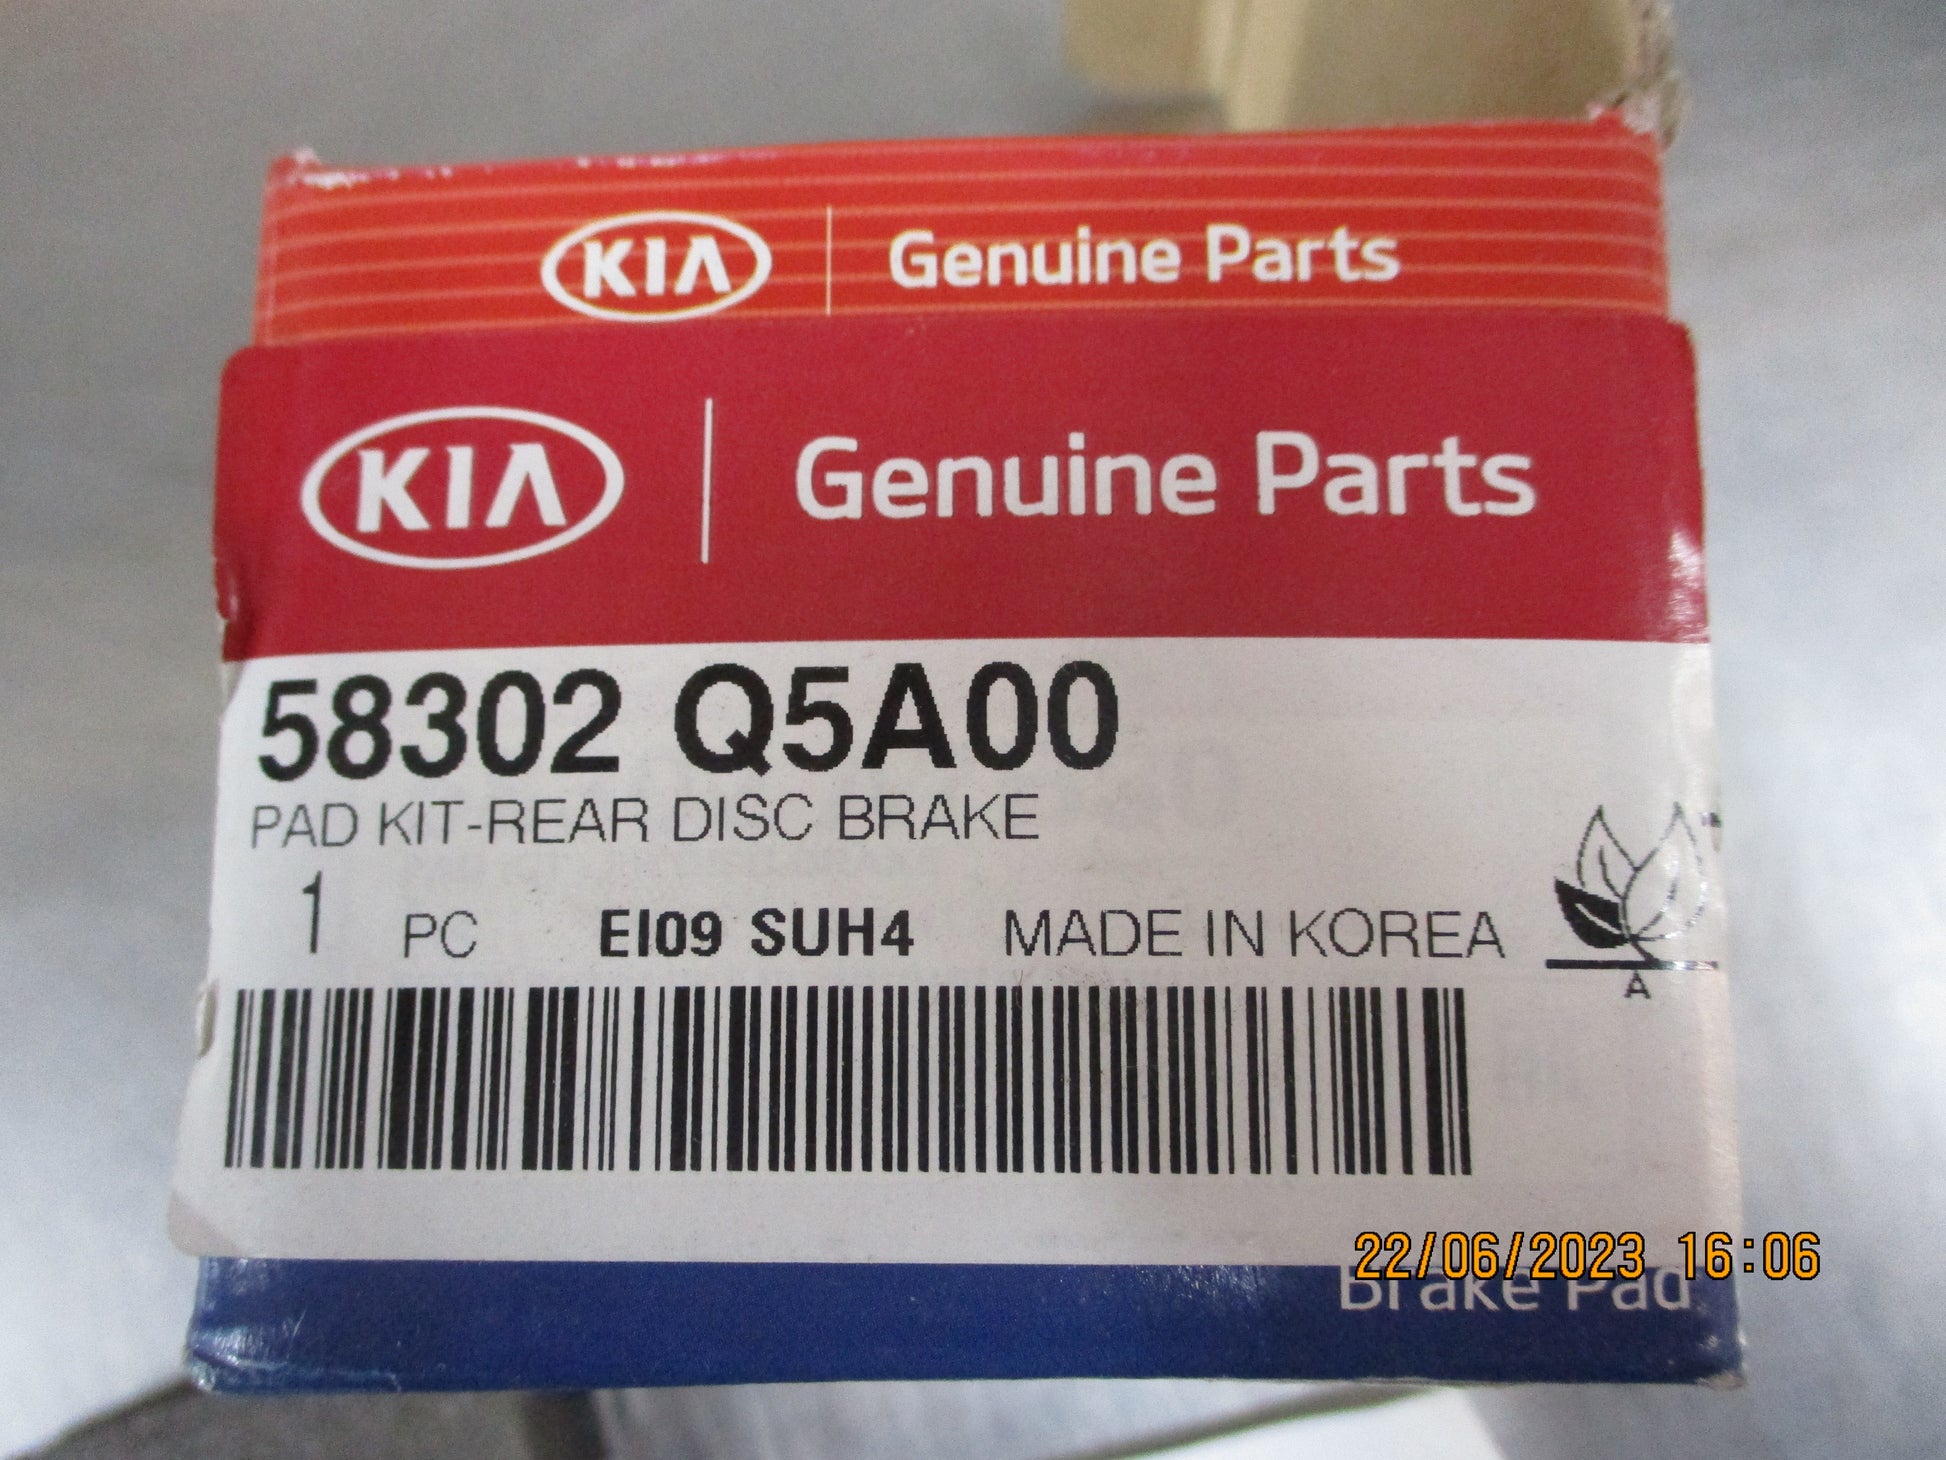 KIA Genuine Parts
KIA Genuine Parts
58302 Q5A00
PAD KIT-REAR DISC BRAKE
1 PC EI09 SUH4 MADE IN KOREA
A
22/06/2023 16:06
Brake Pad